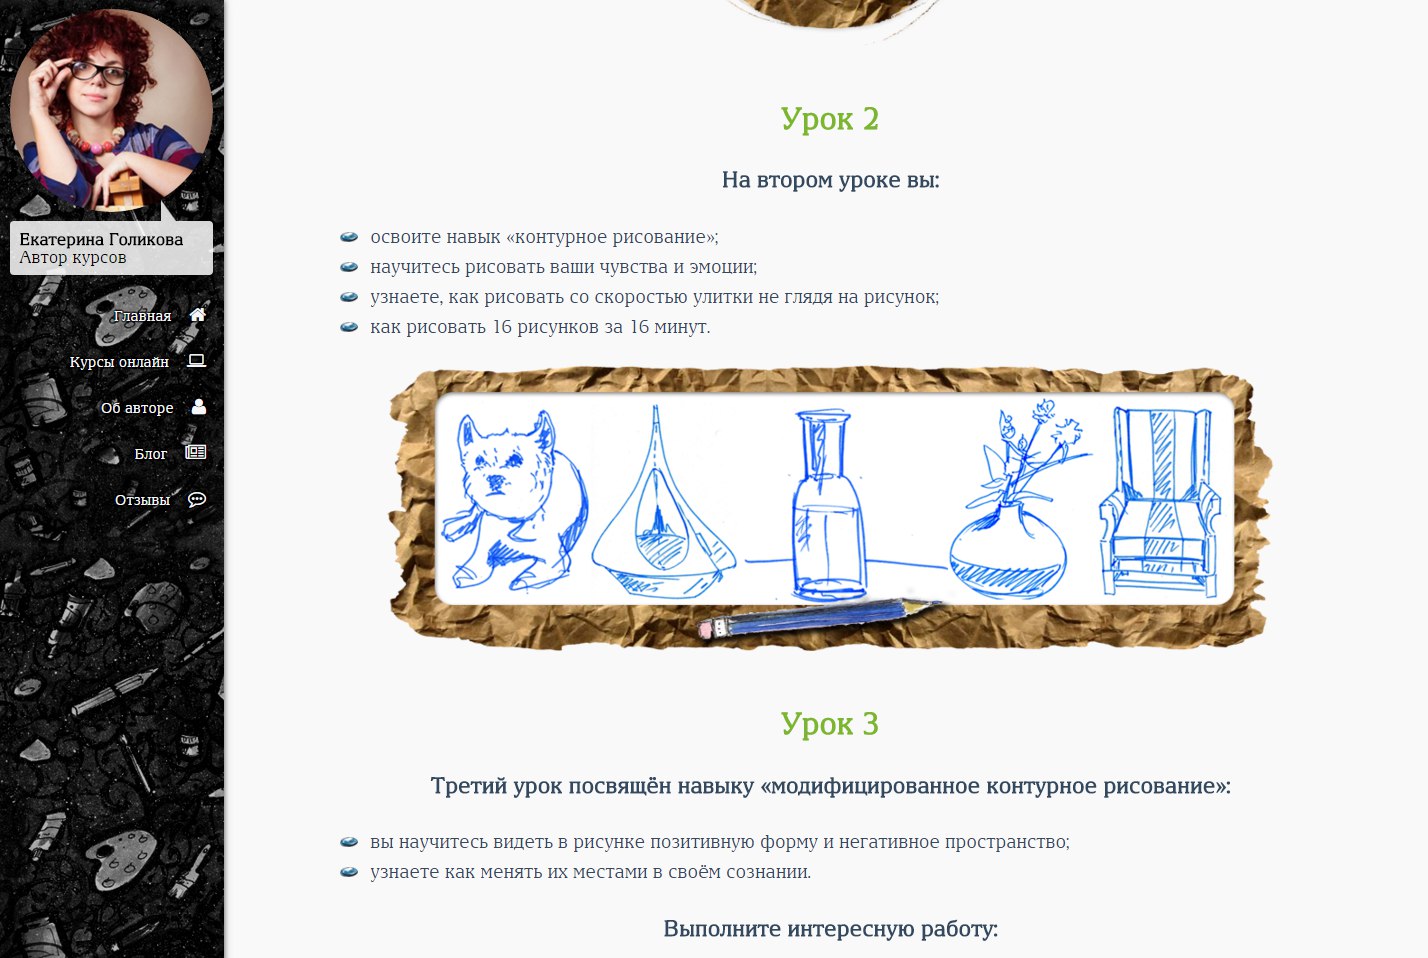 Екатерина Голикова
Автор курсов
Главная
Курсы онлайн
Об авторе
Блог
Отзывы
Урок 2
На втором уроке вы:
освоите навык «контурное рисование»;
научитесь рисовать ваши чувства и эмоции;
узнаете, как рисовать со скоростью улитки не глядя на рисунок;
как рисовать 16 рисунков за 16 минут.
Урок 3
Третий урок посвящён навыку «модифицированное контурное рисование»:
вы научитесь видеть в рисунке позитивную форму и негативное пространство;
узнаете как менять их местами в своём сознании.
Выполните интересную работу: